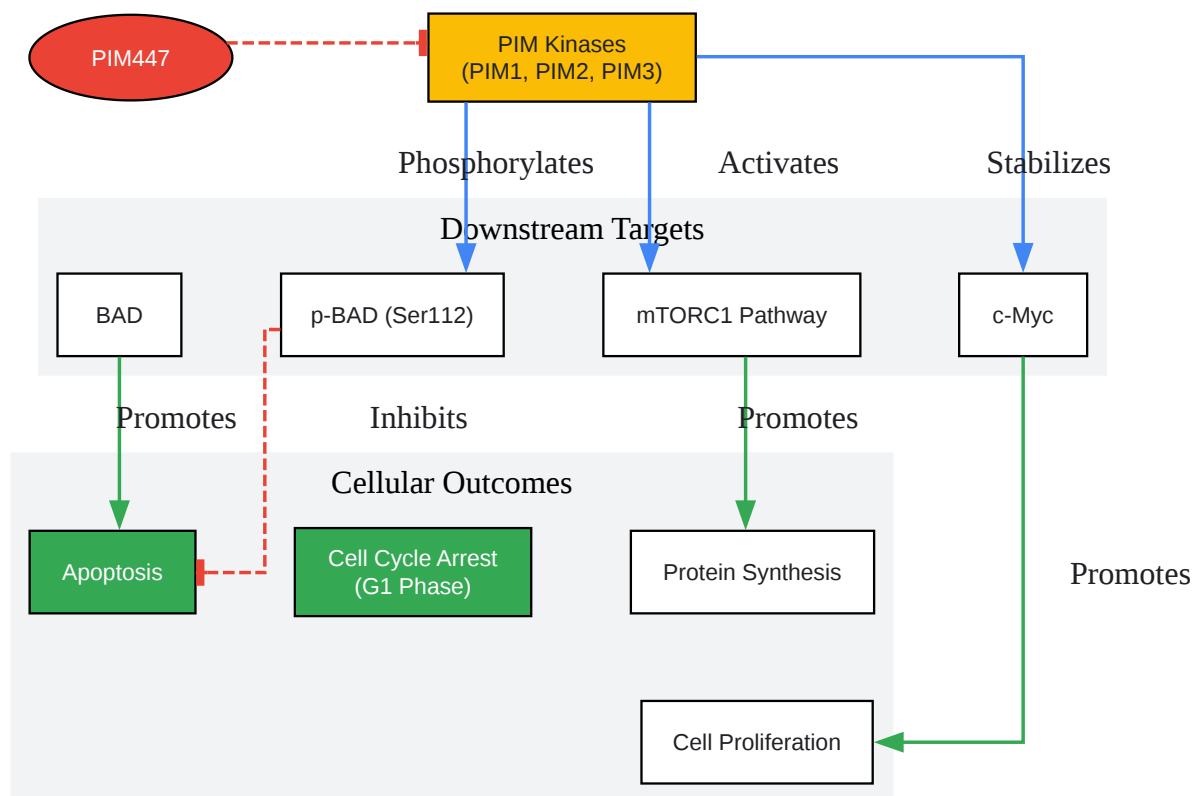 PIM447
PIM Kinases
(PIM1, PIM2, PIM3)
Phosphorylates
Activates
Stabilizes
Downstream Targets
BAD
p-BAD (Ser112)
mTORC1 Pathway
c-Myc
Promotes
Inhibits
Promotes
Cellular Outcomes
Apoptosis
Cell Cycle Arrest
(G1 Phase)
Protein Synthesis
Promotes
Cell Proliferation